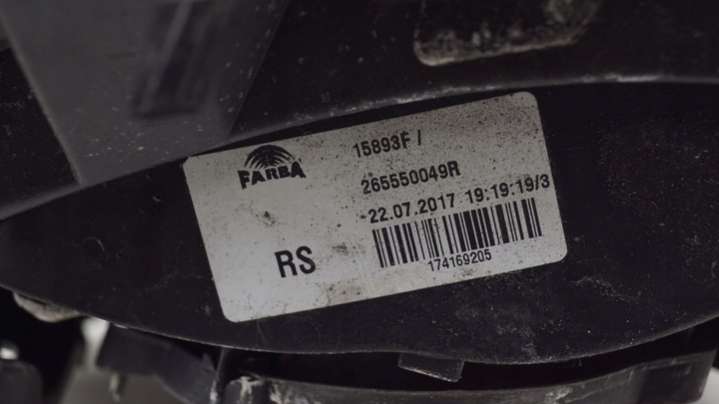 FARBA
15893F /
265550049R
22.07.2017 19:19:19/3
RS
174169205